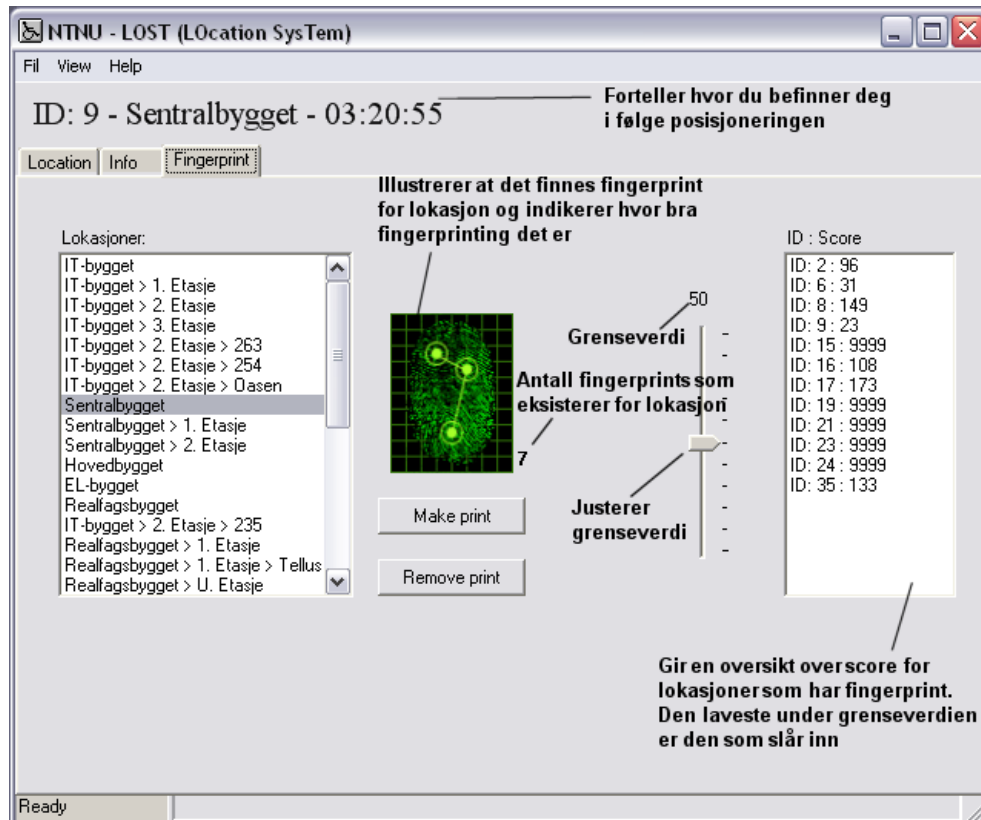 NTNU - LOST (LOcation SysTem)
Fil View Help
ID: 9 - Sentralbygget - 03:20:55
Forteller hvor du befinner deg
i følge posisjoneringen
Location Info Fingerprint
Illustrerer at det finnes fingerprint
for lokasjon og indikerer hvor bra
fingerprinting det er
Lokasjoner:
IT-bygget
IT-bygget > 1. Etasje
IT-bygget > 2. Etasje
IT-bygget > 3. Etasje
IT-bygget > 2. Etasje > 263
IT-bygget > 2. Etasje > 254
IT-bygget > 2. Etasje > Oasen
Sentralbygget
Sentralbygget > 1. Etasje
Sentralbygget > 2. Etasje
Hovedbygget
EL-bygget
Realfagsbygget
IT-bygget > 2. Etasje > 235
Realfagsbygget > 1. Etasje
Realfagsbygget > 1. Etasje > Tellus
Realfagsbygget > U. Etasje
50
Grenseverdi
Antall fingerprints som
eksisterer for lokasjon
7
Justerer
grenseverdi
Make print
Remove print
ID : Score
ID: 2 : 96
ID: 6 : 31
ID: 8 : 149
ID: 9 : 23
ID: 15 : 9999
ID: 16 : 108
ID: 17 : 173
ID: 19 : 9999
ID: 21 : 9999
ID: 23 : 9999
ID: 24 : 9999
ID: 35 : 133
Gir en oversikt over score for
lokasjoner som har fingerprint.
Den laveste under grenseverdien
er den som slår inn
Ready